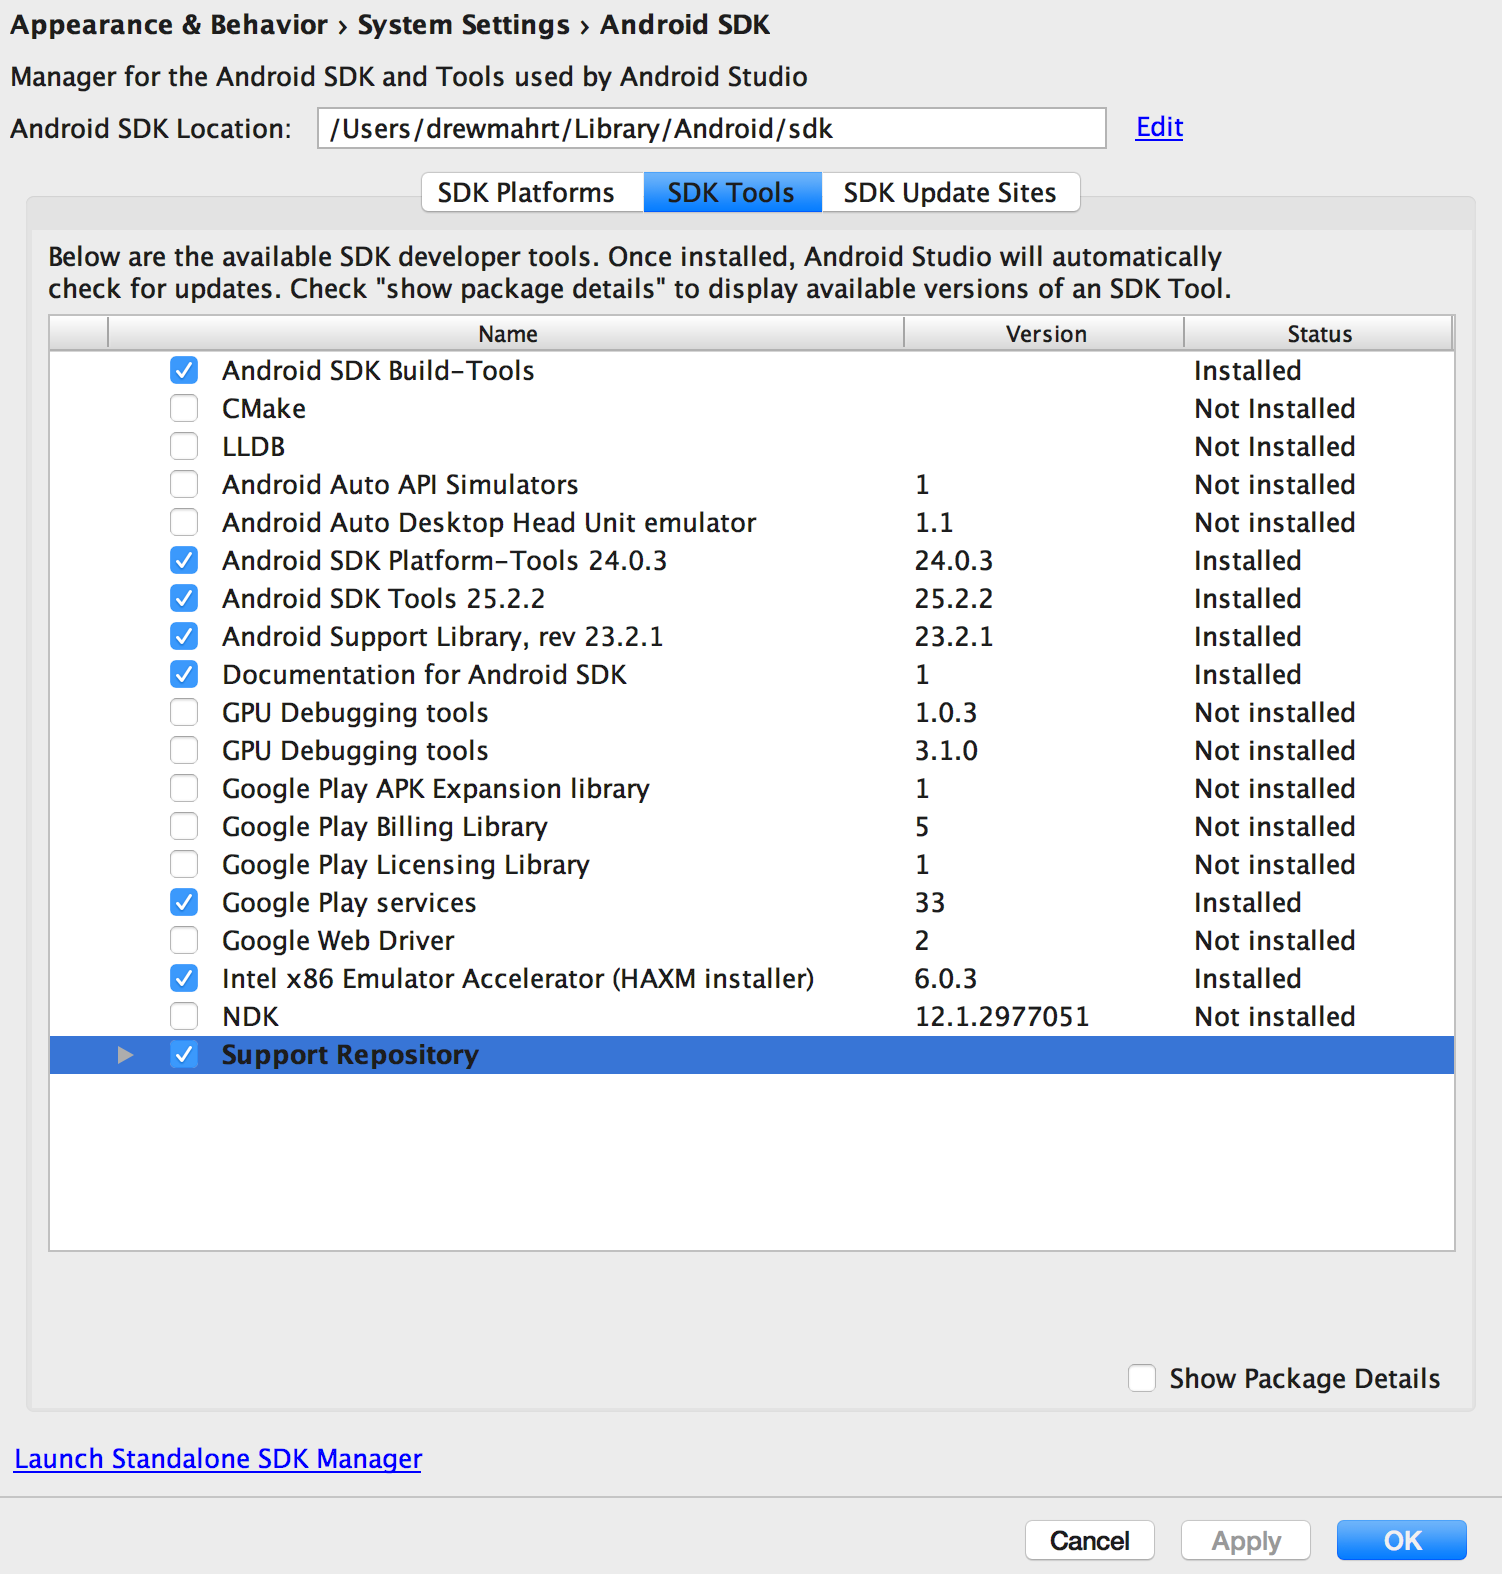 Appearance & Behavior › System Settings › Android SDK
Manager for the Android SDK and Tools used by Android Studio
Android SDK Location: /Users/drewmahrt/Library/Android/sdk Edit
SDK Platforms SDK Tools SDK Update Sites
Below are the available SDK developer tools. Once installed, Android Studio will automatically
check for updates. Check "show package details" to display available versions of an SDK Tool.
Name Version Status
Android SDK Build-Tools Installed
CMake Not Installed
LLDB Not Installed
Android Auto API Simulators 1 Not installed
Android Auto Desktop Head Unit emulator 1.1 Not installed
Android SDK Platform-Tools 24.0.3 24.0.3 Installed
Android SDK Tools 25.2.2 25.2.2 Installed
Android Support Library, rev 23.2.1 23.2.1 Installed
Documentation for Android SDK 1 Installed
GPU Debugging tools 1.0.3 Not installed
GPU Debugging tools 3.1.0 Not installed
Google Play APK Expansion library 1 Not installed
Google Play Billing Library 5 Not installed
Google Play Licensing Library 1 Not installed
Google Play services 33 Installed
Google Web Driver 2 Not installed
Intel x86 Emulator Accelerator (HAXM installer) 6.0.3 Installed
NDK 12.1.2977051 Not installed
Support Repository
Show Package Details
Launch Standalone SDK Manager
Cancel Apply OK